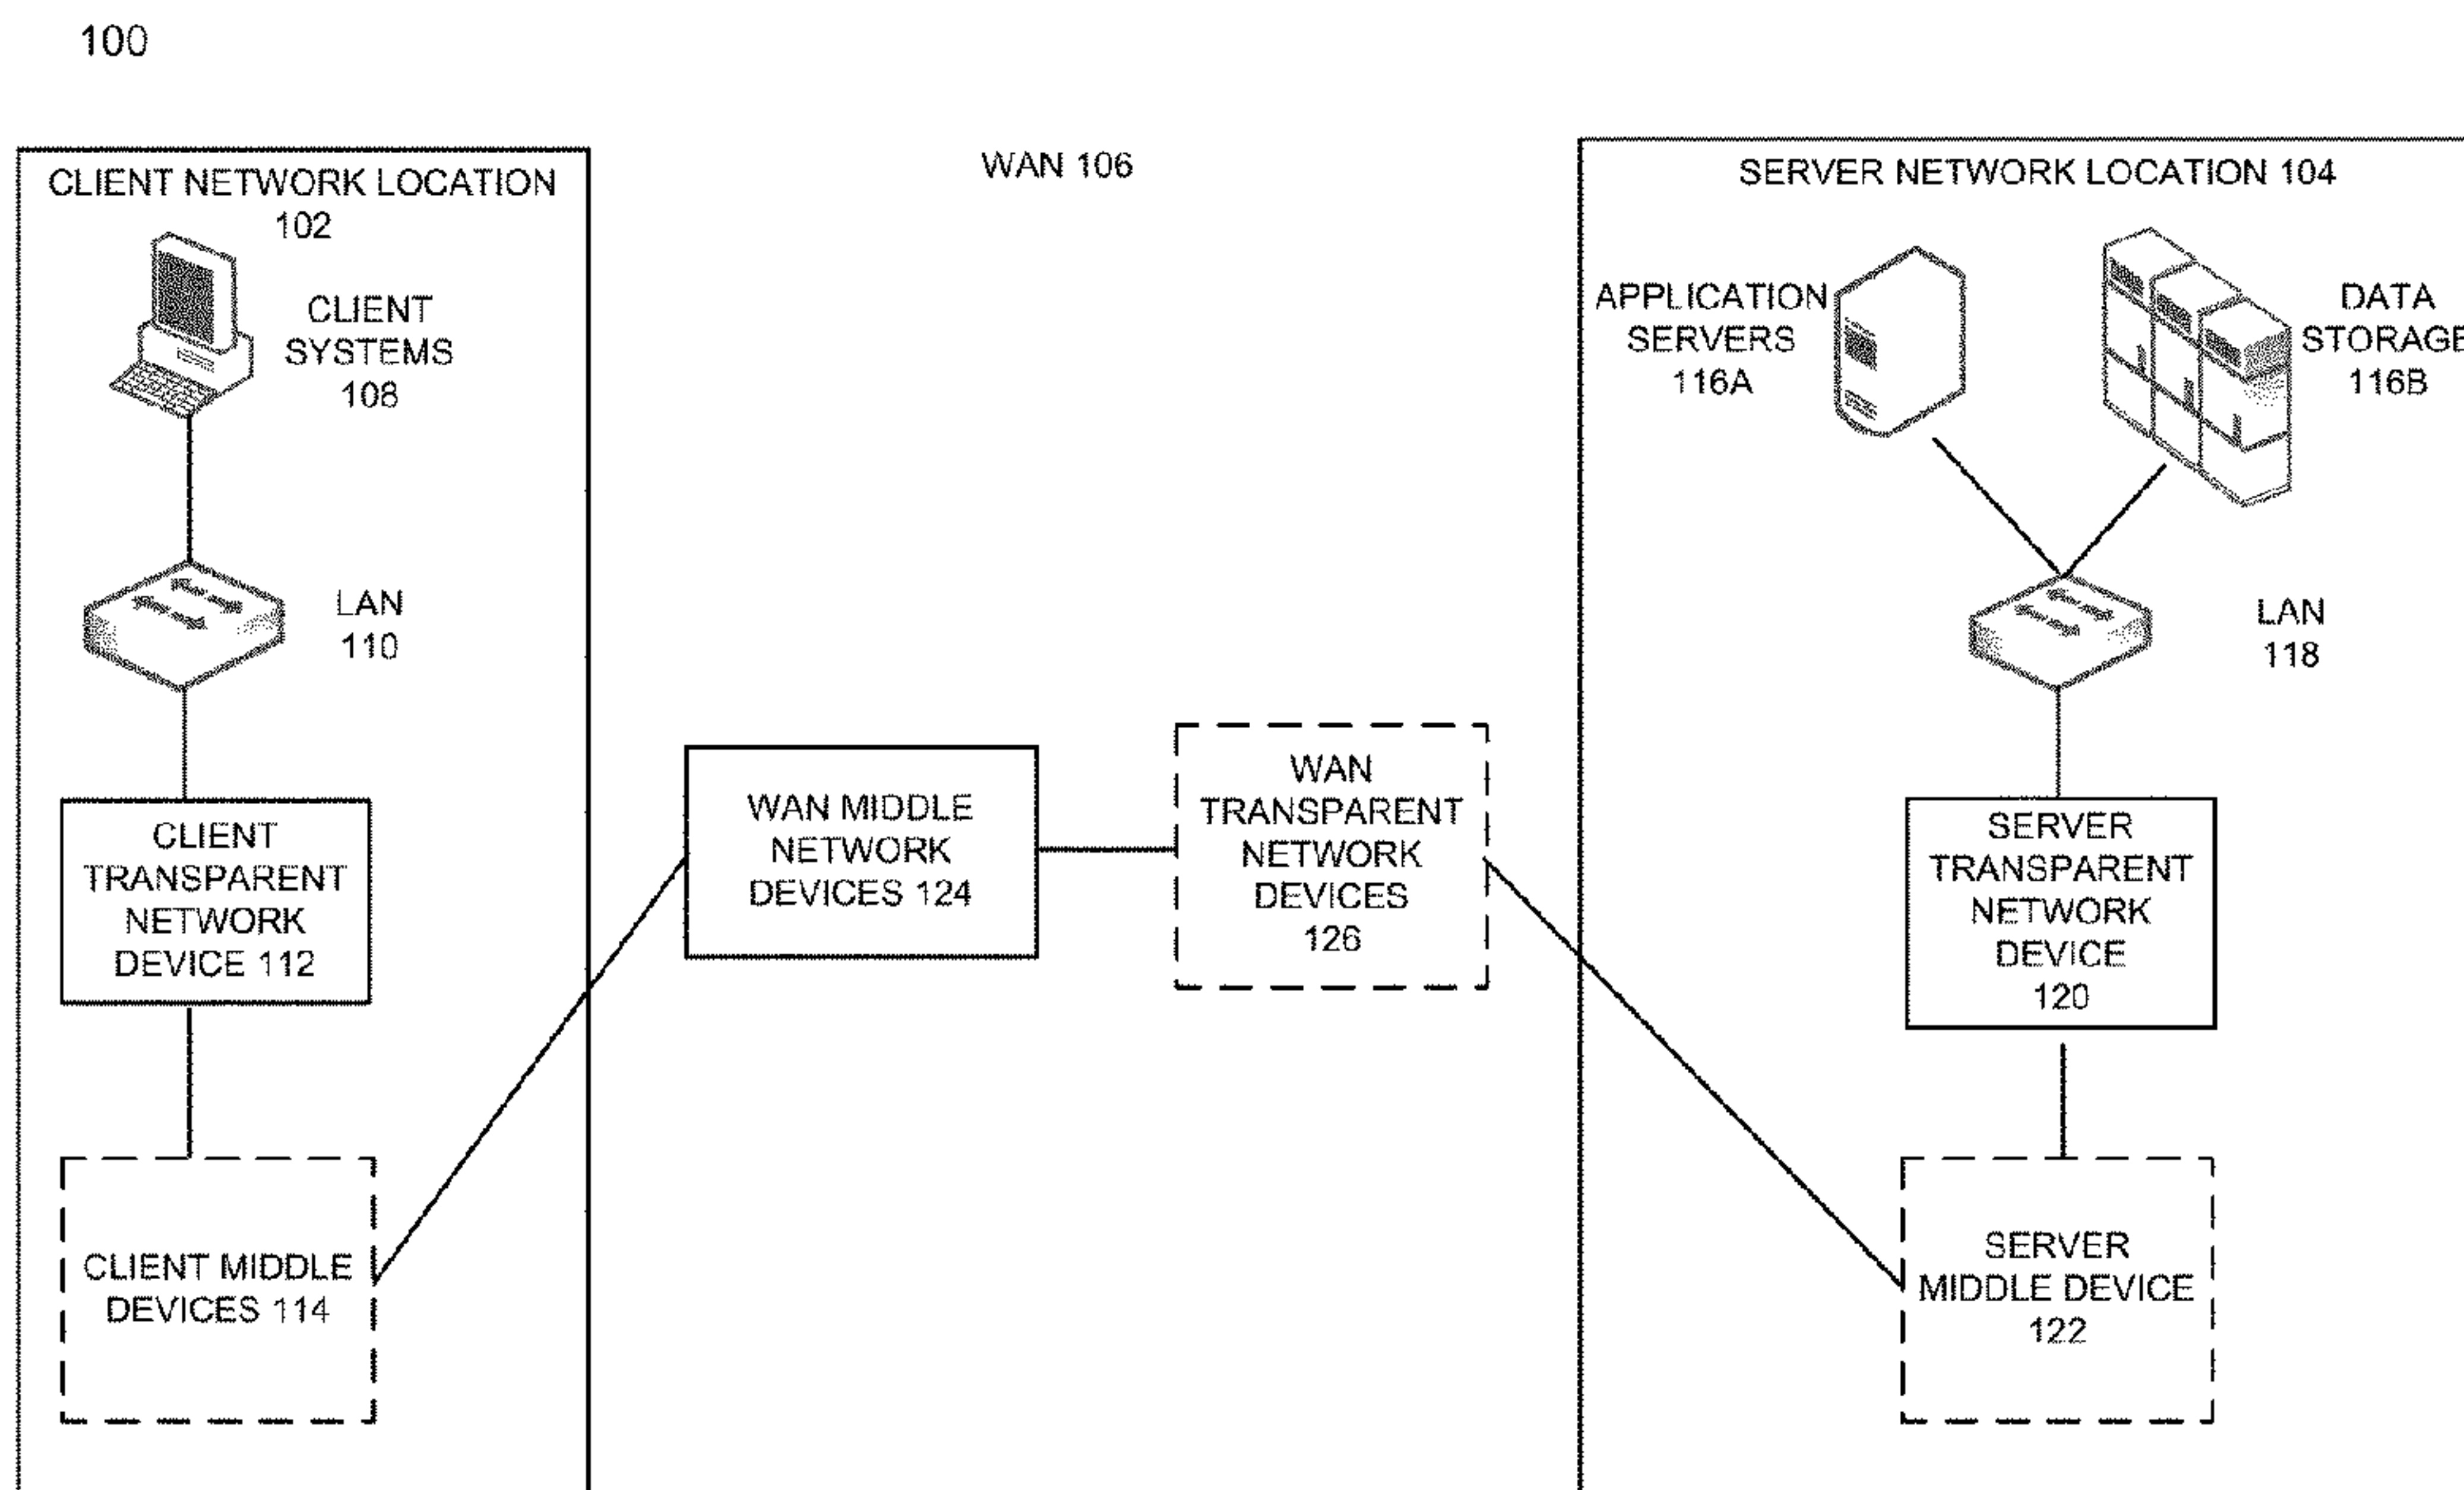 100
CLIENT NETWORK LOCATION
102
CLIENT
SYSTEMS
108
LAN
110
CLIENT
TRANSPARENT
NETWORK
DEVICE 112
CLIENT MIDDLE
DEVICES 114
WAN 106
WAN MIDDLE
NETWORK
DEVICES 124
WAN
TRANSPARENT
NETWORK
DEVICES
126
SERVER NETWORK LOCATION 104
APPLICATION
SERVERS
116A
DATA
STORAGE
116B
LAN
118
SERVER
TRANSPARENT
NETWORK
DEVICE
120
SERVER
MIDDLE DEVICE
122